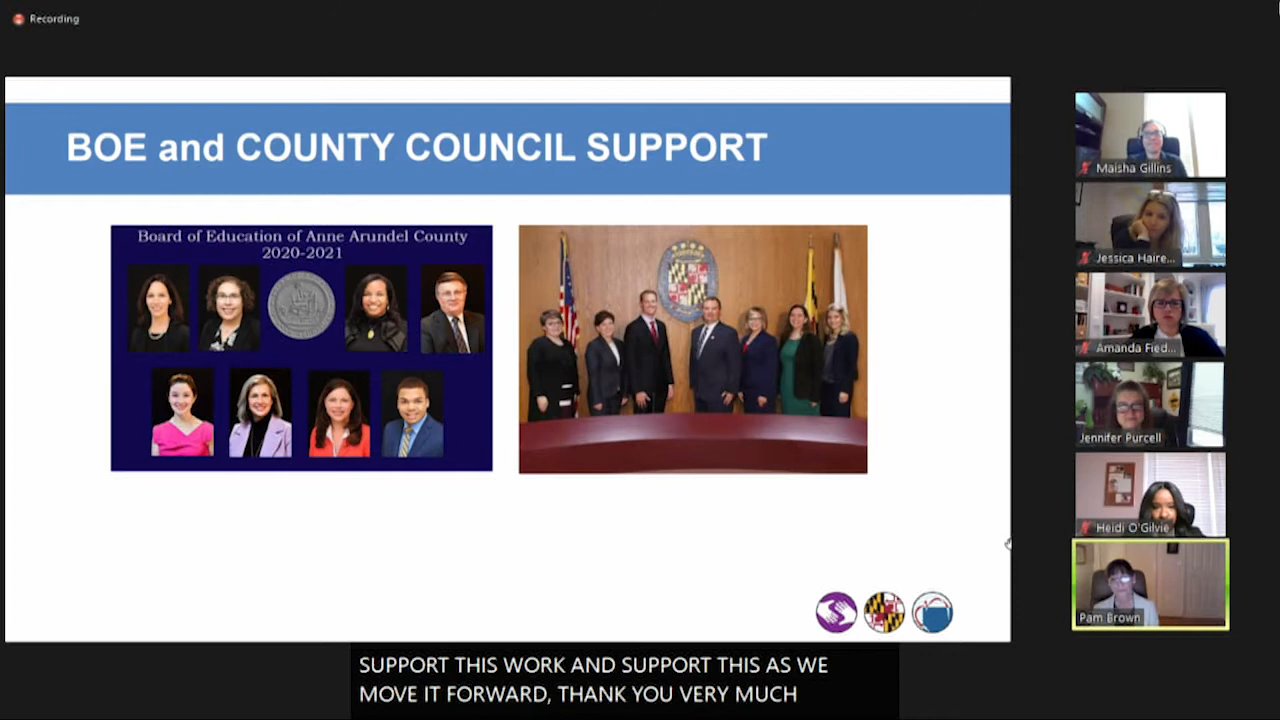 Recording
BOE and COUNTY COUNCIL SUPPORT
Board of Education of Anne Arundel County
2020-2021
Maisha Gillins
Jessica Haire...
Amanda Fied...
Jennifer Purcell
Heidi O'Gilvie
Pam Brown
SUPPORT THIS WORK AND SUPPORT THIS AS WE
MOVE IT FORWARD, THANK YOU VERY MUCH